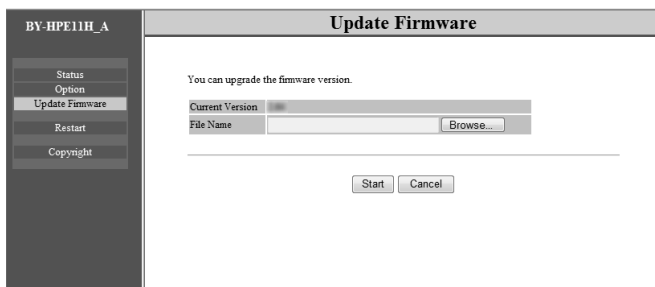 BY-HPE11H_A
Update Firmware
Status
Option
Update Firmware
Restart
Copyright
You can upgrade the firmware version.
Current Version
File Name Browse...
Start Cancel